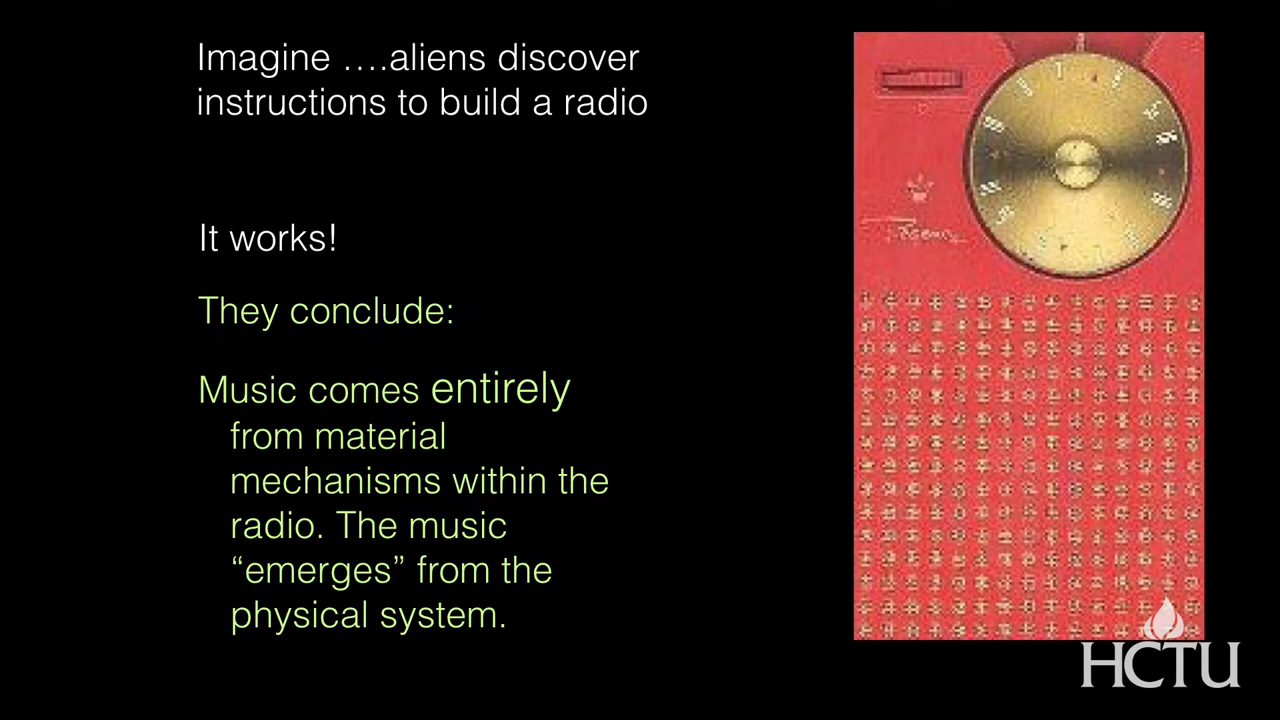 Imagine ….aliens discover
instructions to build a radio
It works!
They conclude:
Music comes entirely
from material
mechanisms within the
radio. The music
“emerges” from the
physical system.
HCTU